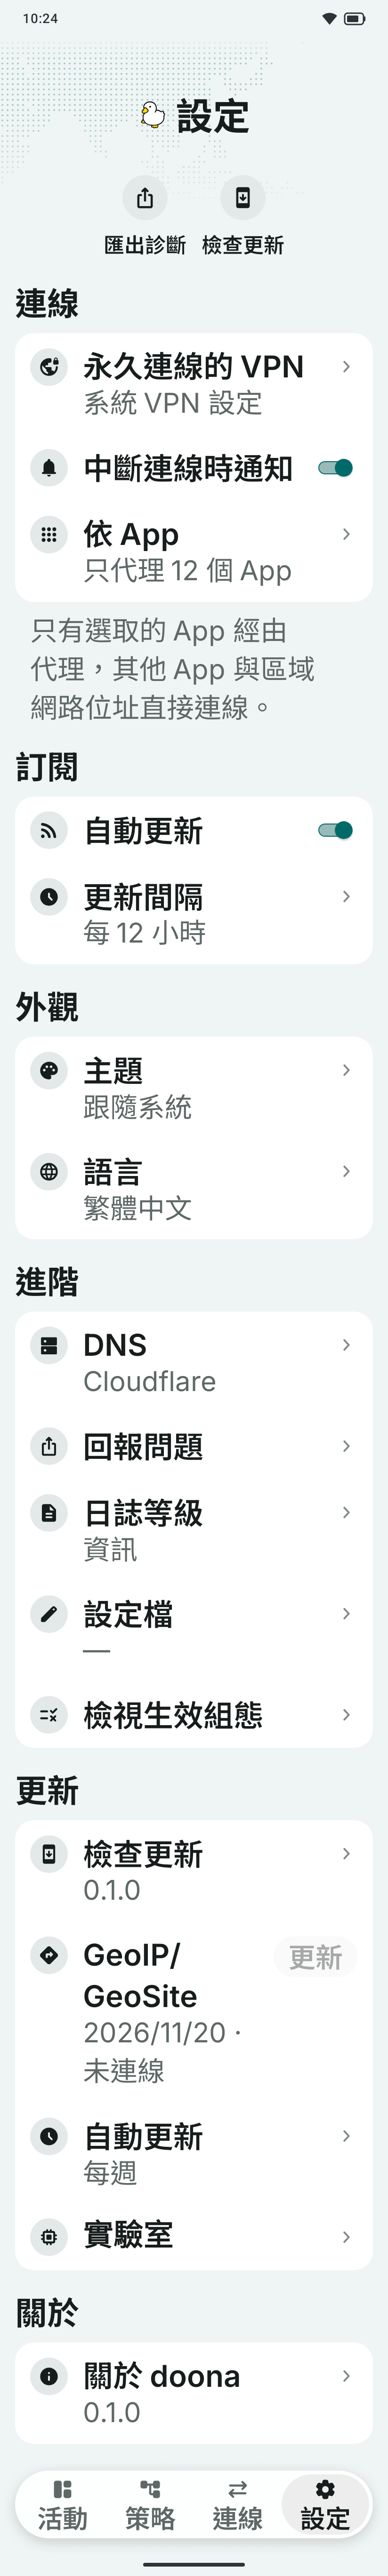 10:24
設定
匯出診斷
檢查更新
連線
永久連線的 VPN
系統 VPN 設定
中斷連線時通知
依 App
只代理 12 個 App
只有選取的 App 經由
代理，其他 App 與區域
網路位址直接連線。
訂閱
自動更新
更新間隔
每 12 小時
外觀
主題
跟隨系統
語言
繁體中文
進階
DNS
Cloudflare
回報問題
日誌等級
資訊
設定檔
—
檢視生效組態
更新
檢查更新
0.1.0
GeoIP/
GeoSite
更新
2026/11/20 ·
未連線
自動更新
每週
實驗室
關於
關於 doona
0.1.0
活動
策略
連線
設定